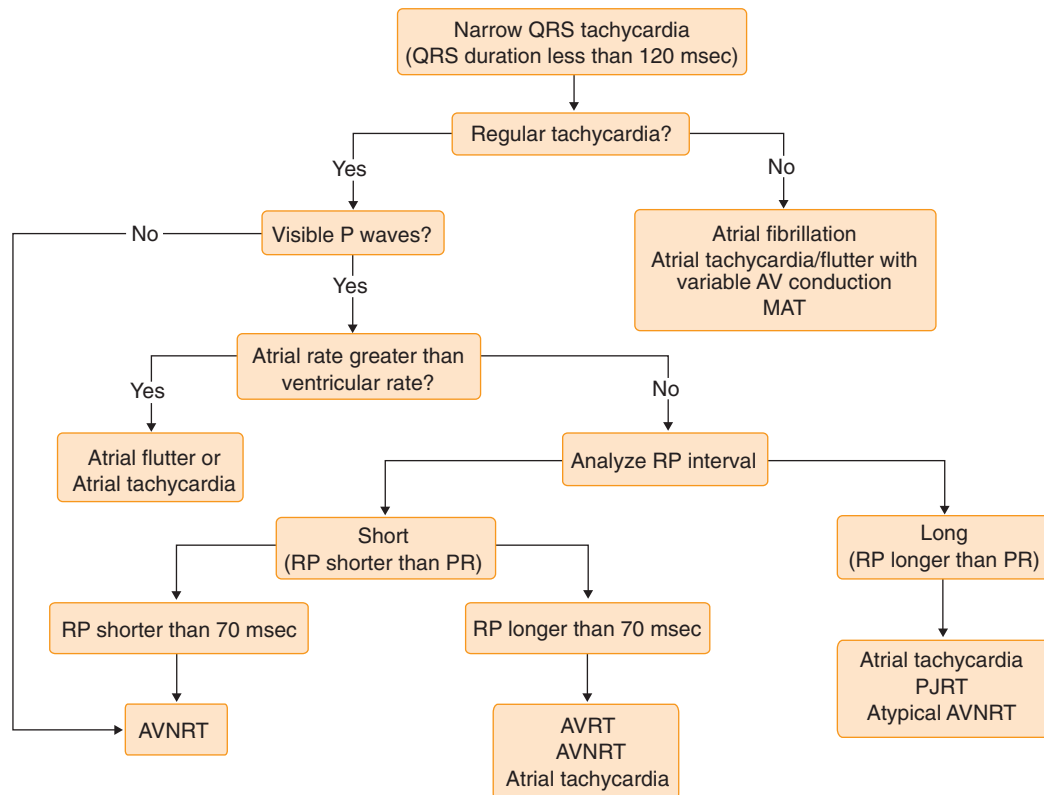 Narrow QRS tachycardia
(QRS duration less than 120 msec)
Regular tachycardia?
Yes
No
No
Visible P waves?
Atrial fibrillation
Atrial tachycardia/flutter with
variable AV conduction
MAT
Yes
Atrial rate greater than
ventricular rate?
Yes
No
Atrial flutter or
Atrial tachycardia
Analyze RP interval
Short
(RP shorter than PR)
Long
(RP longer than PR)
RP shorter than 70 msec
RP longer than 70 msec
Atrial tachycardia
PJRT
Atypical AVNRT
AVNRT
AVRT
AVNRT
Atrial tachycardia